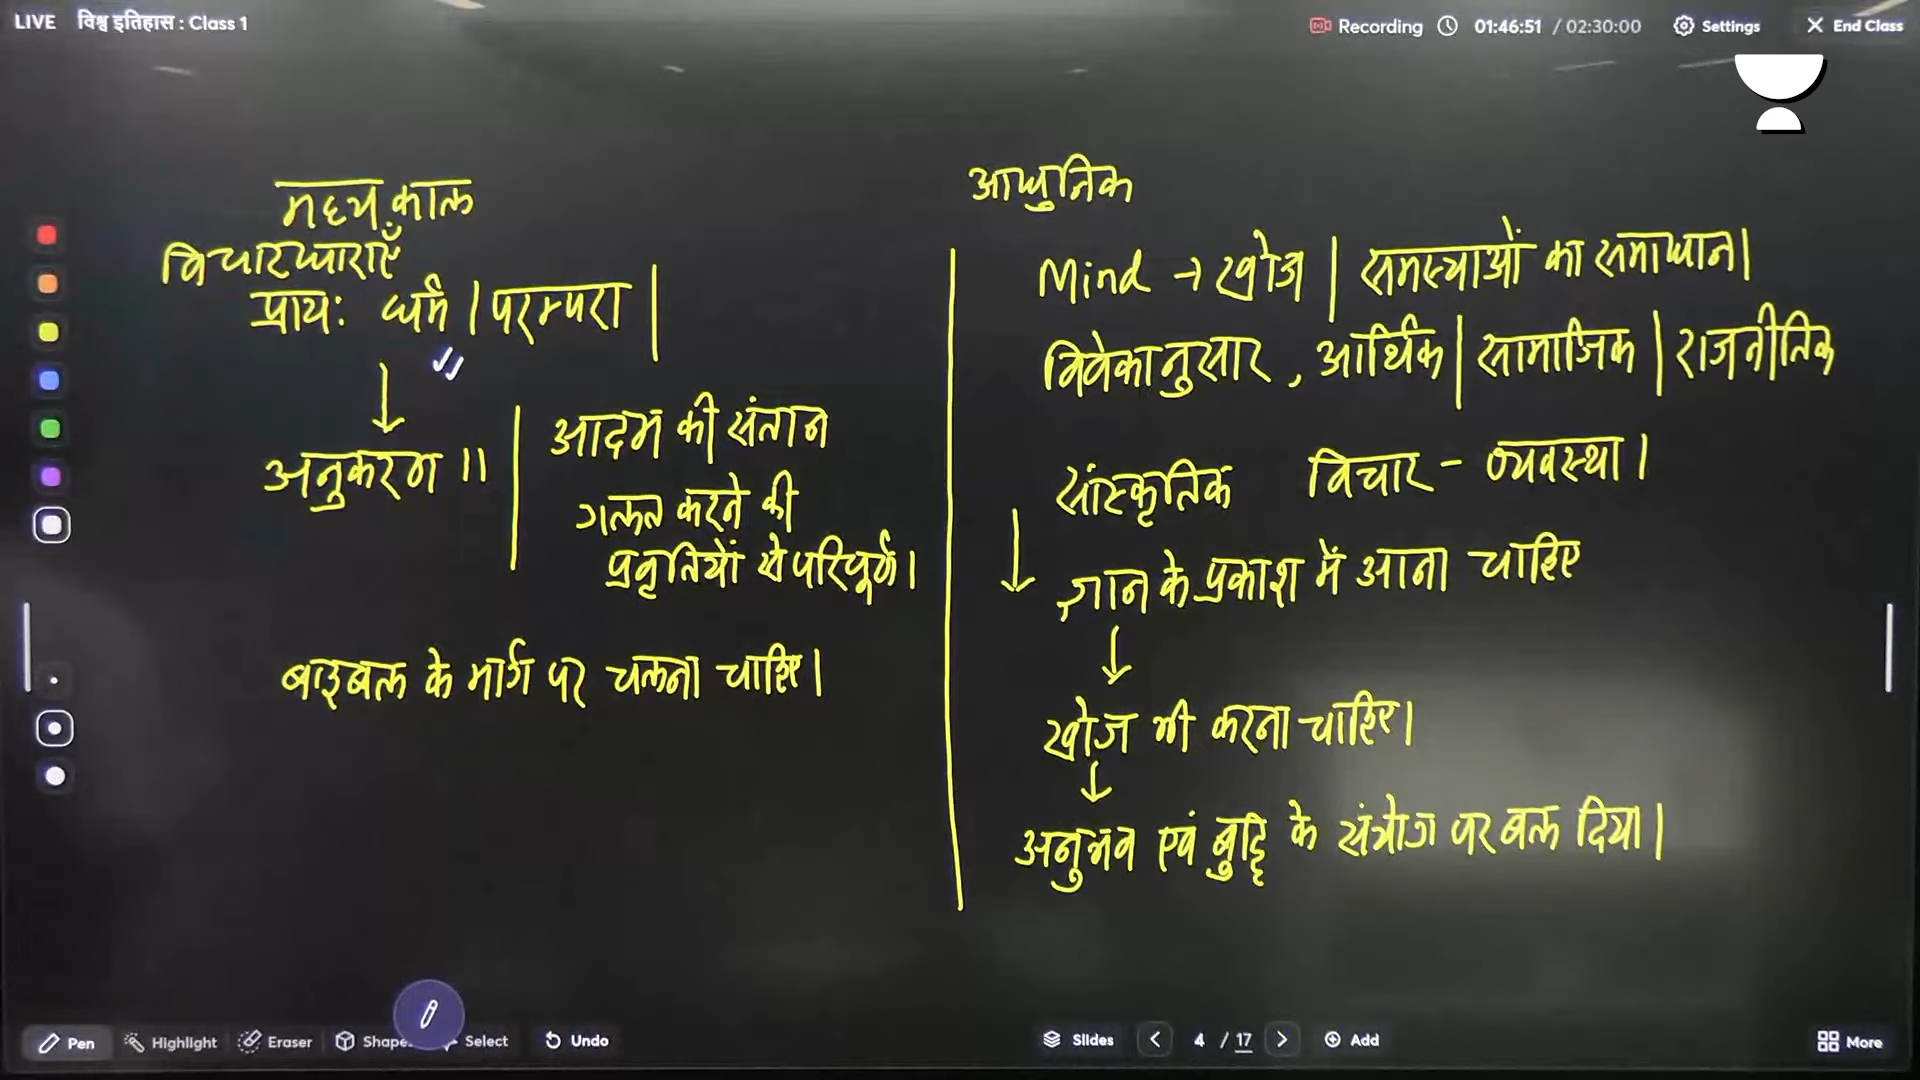 LIVE विश्व इतिहास : Class 1
Recording 01:46:51 / 02:30:00 Settings End Class
मध्य काल
विचारधाराएँ
प्रायः धर्म | परम्परा |
अनुकरण ||
आदम की संतान
गलत करने की
प्रवृत्तियों से परिपूर्ण।
बाइबल के मार्ग पर चलना चाहिए।
आधुनिक
Mind → खोज | समस्याओं का समाधान।
विवेकानुसार, आर्थिक | सामाजिक | राजनीतिक
सांस्कृतिक विचार - व्यवस्था।
ज्ञान के प्रकाश में आना चाहिए
खोज भी करना चाहिए।
अनुभव एवं बुद्धि के संयोग पर बल दिया।
Pen Highlight Eraser Shape Select Undo Slides 4 / 17 Add More